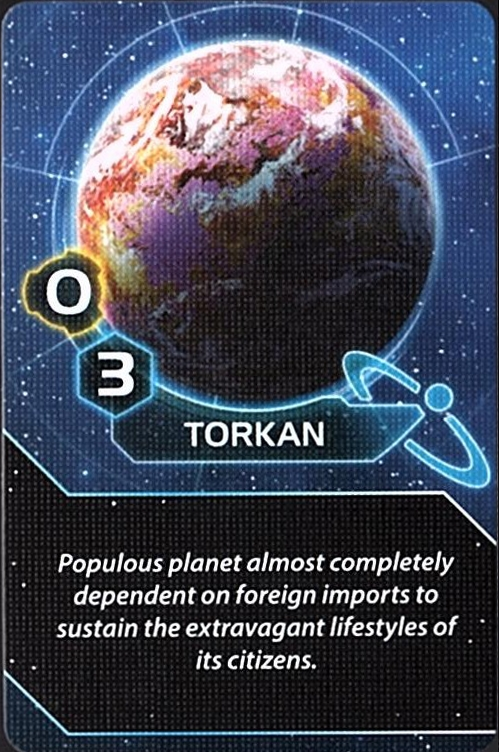 0
3
TORKAN
Populous planet almost completely
dependent on foreign imports to
sustain the extravagant lifestyles of
its citizens.